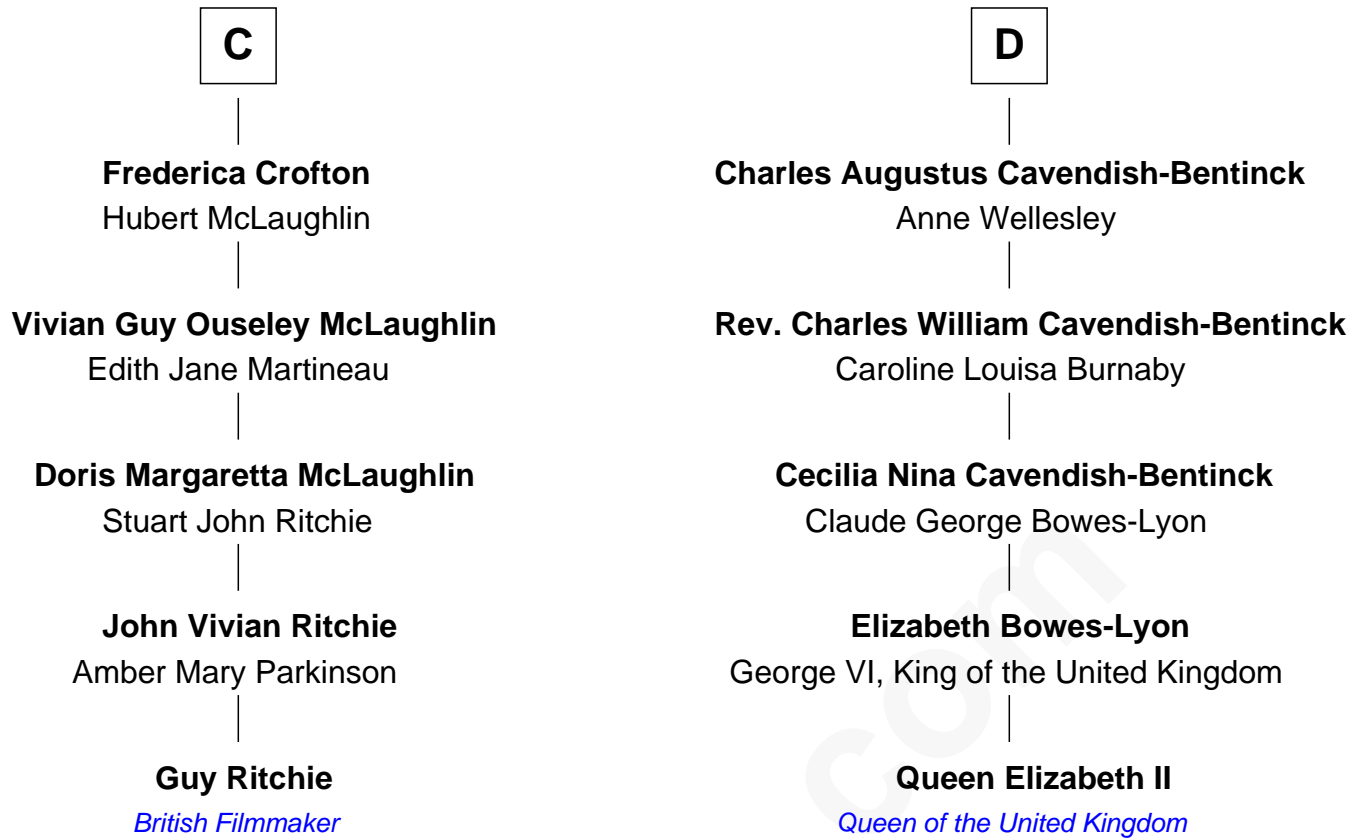 C
Frederica Crofton
Hubert McLaughlin
Vivian Guy Ouseley McLaughlin
Edith Jane Martineau
Doris Margaretta McLaughlin
Stuart John Ritchie
John Vivian Ritchie
Amber Mary Parkinson
Guy Ritchie
British Filmmaker
D
Charles Augustus Cavendish-Bentinck
Anne Wellesley
Rev. Charles William Cavendish-Bentinck
Caroline Louisa Burnaby
Cecilia Nina Cavendish-Bentinck
Claude George Bowes-Lyon
Elizabeth Bowes-Lyon
George VI, King of the United Kingdom
Queen Elizabeth II
Queen of the United Kingdom
com